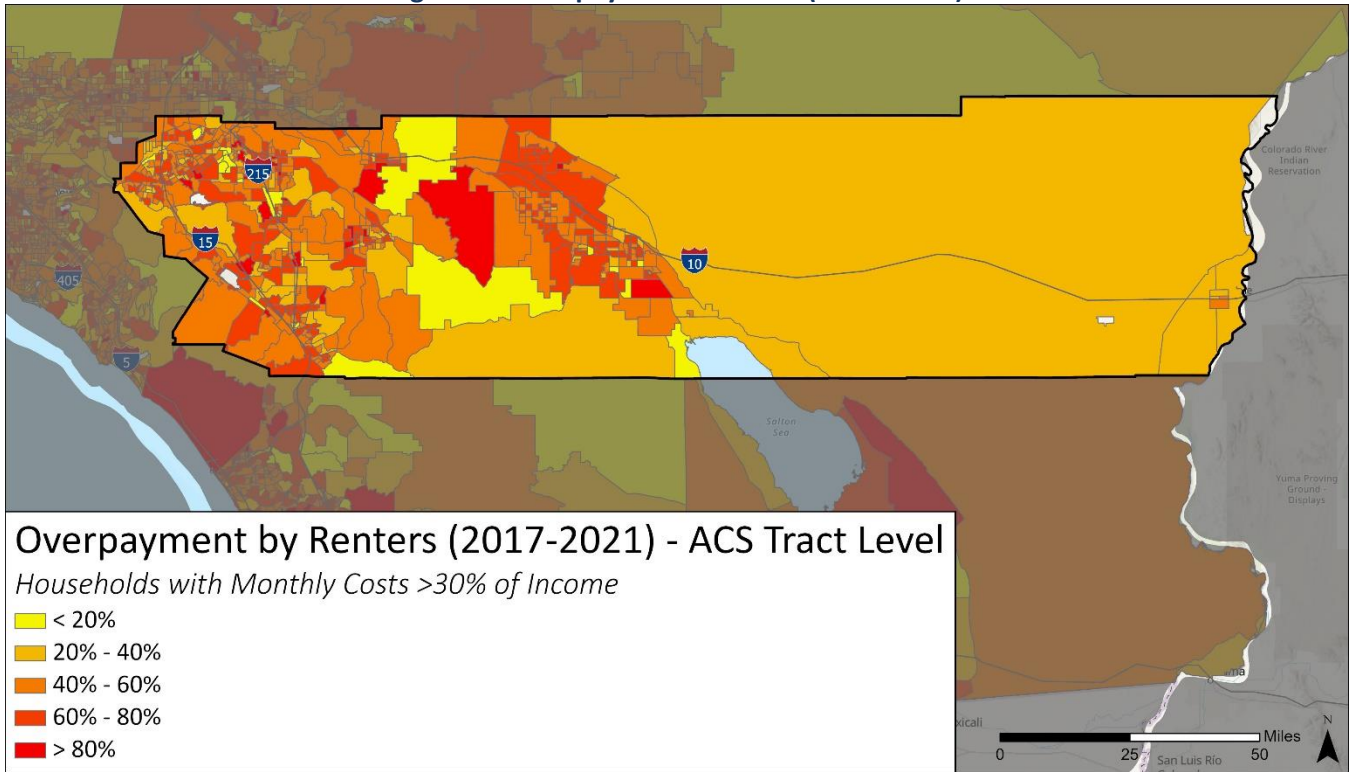 Colorado River
Indian
Reservation
215
15
10
405
5
Salton
Sea
Yuma Proving
Ground -
Displays
Overpayment by Renters (2017-2021) - ACS Tract Level
Households with Monthly Costs >30% of Income
< 20%
20% - 40%
40% - 60%
60% - 80%
> 80%
xicali
ma
San Luis Río
N
Miles
0
25
50